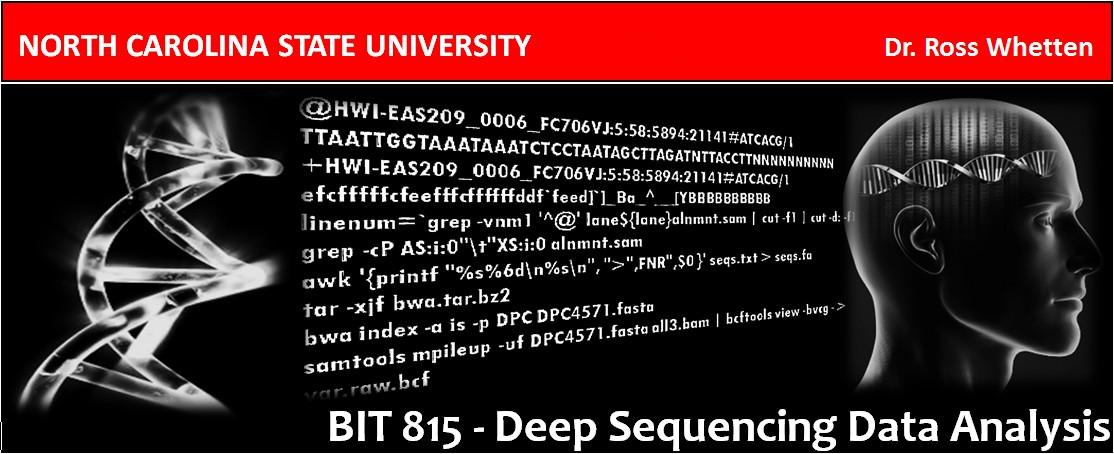 NORTH CAROLINA STATE UNIVERSITY
Dr. Ross Whetten
@HWI-EAS209_0006_FC706VJ:5:58:5894:21141#ATCACG/1
TTAATTGGTAAATAAATCTCCTAATAGCTTAGATNTTACCTTNNNNNNNNNN
+HWI-EAS209_0006_FC706VJ:5:58:5894:21141#ATCACG/1
efcfffffcfeefffcffffffddf`feed]`]_Ba_^__[YBBBBBBBBBB
linenum=`grep -vnm1 '^@' lane${lane}alnmnt.sam | cut -f1 | cut -d: -f1
grep -cP AS:i:0"\t"XS:i:0 alnmnt.sam
awk '{printf "%s%6d\n%s\n", ">",FNR",$0}' seqs.txt > seqs.fa
tar -xjf bwa.tar.bz2
bwa index -a is -p DPC DPC4571.fasta
samtools mpileup -uf DPC4571.fasta all3.bam | bcftools view -bvcg - >
var.raw.bcf
BIT 815 - Deep Sequencing Data Analysis